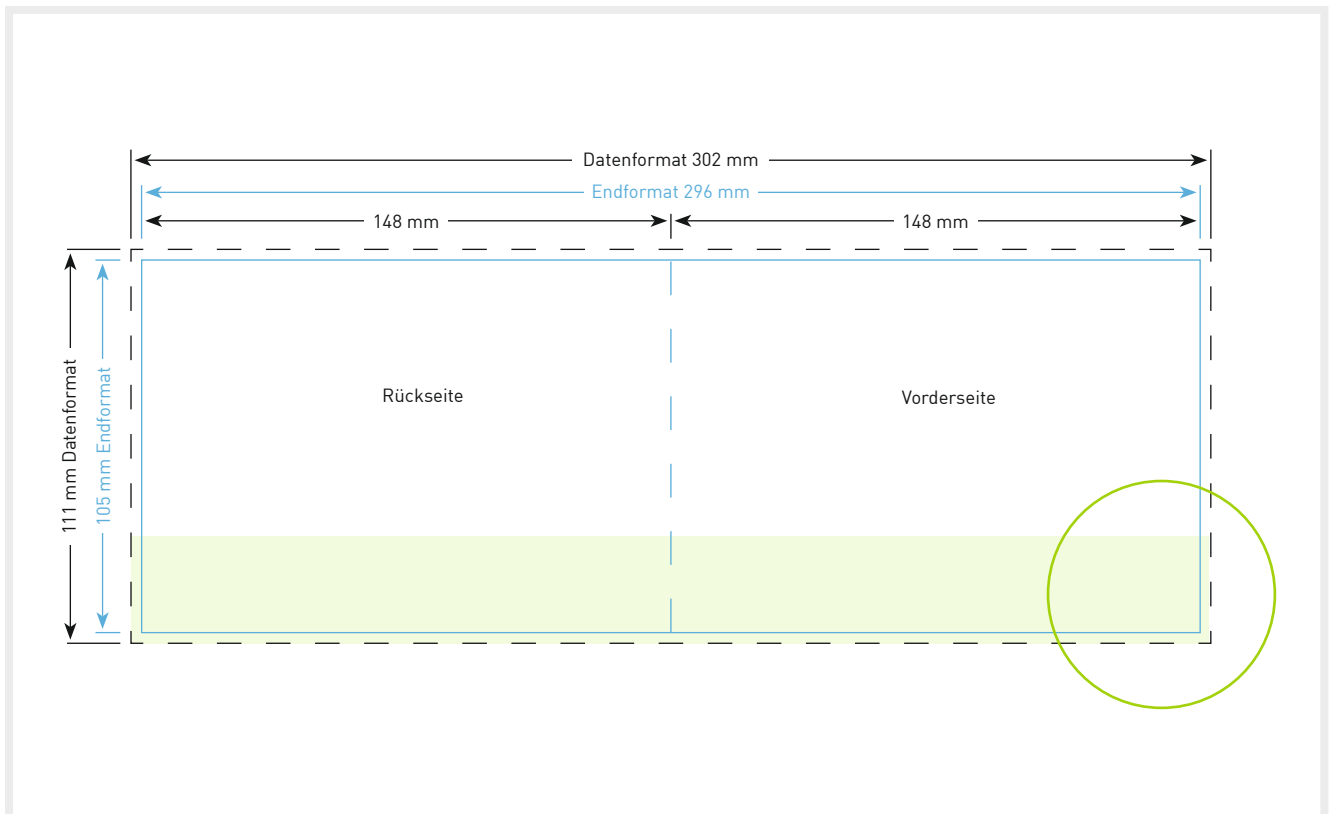 Datenformat 302 mm
Endformat 296 mm
148 mm
148 mm
111 mm Datenformat
105 mm Endformat
Rückseite
Vorderseite